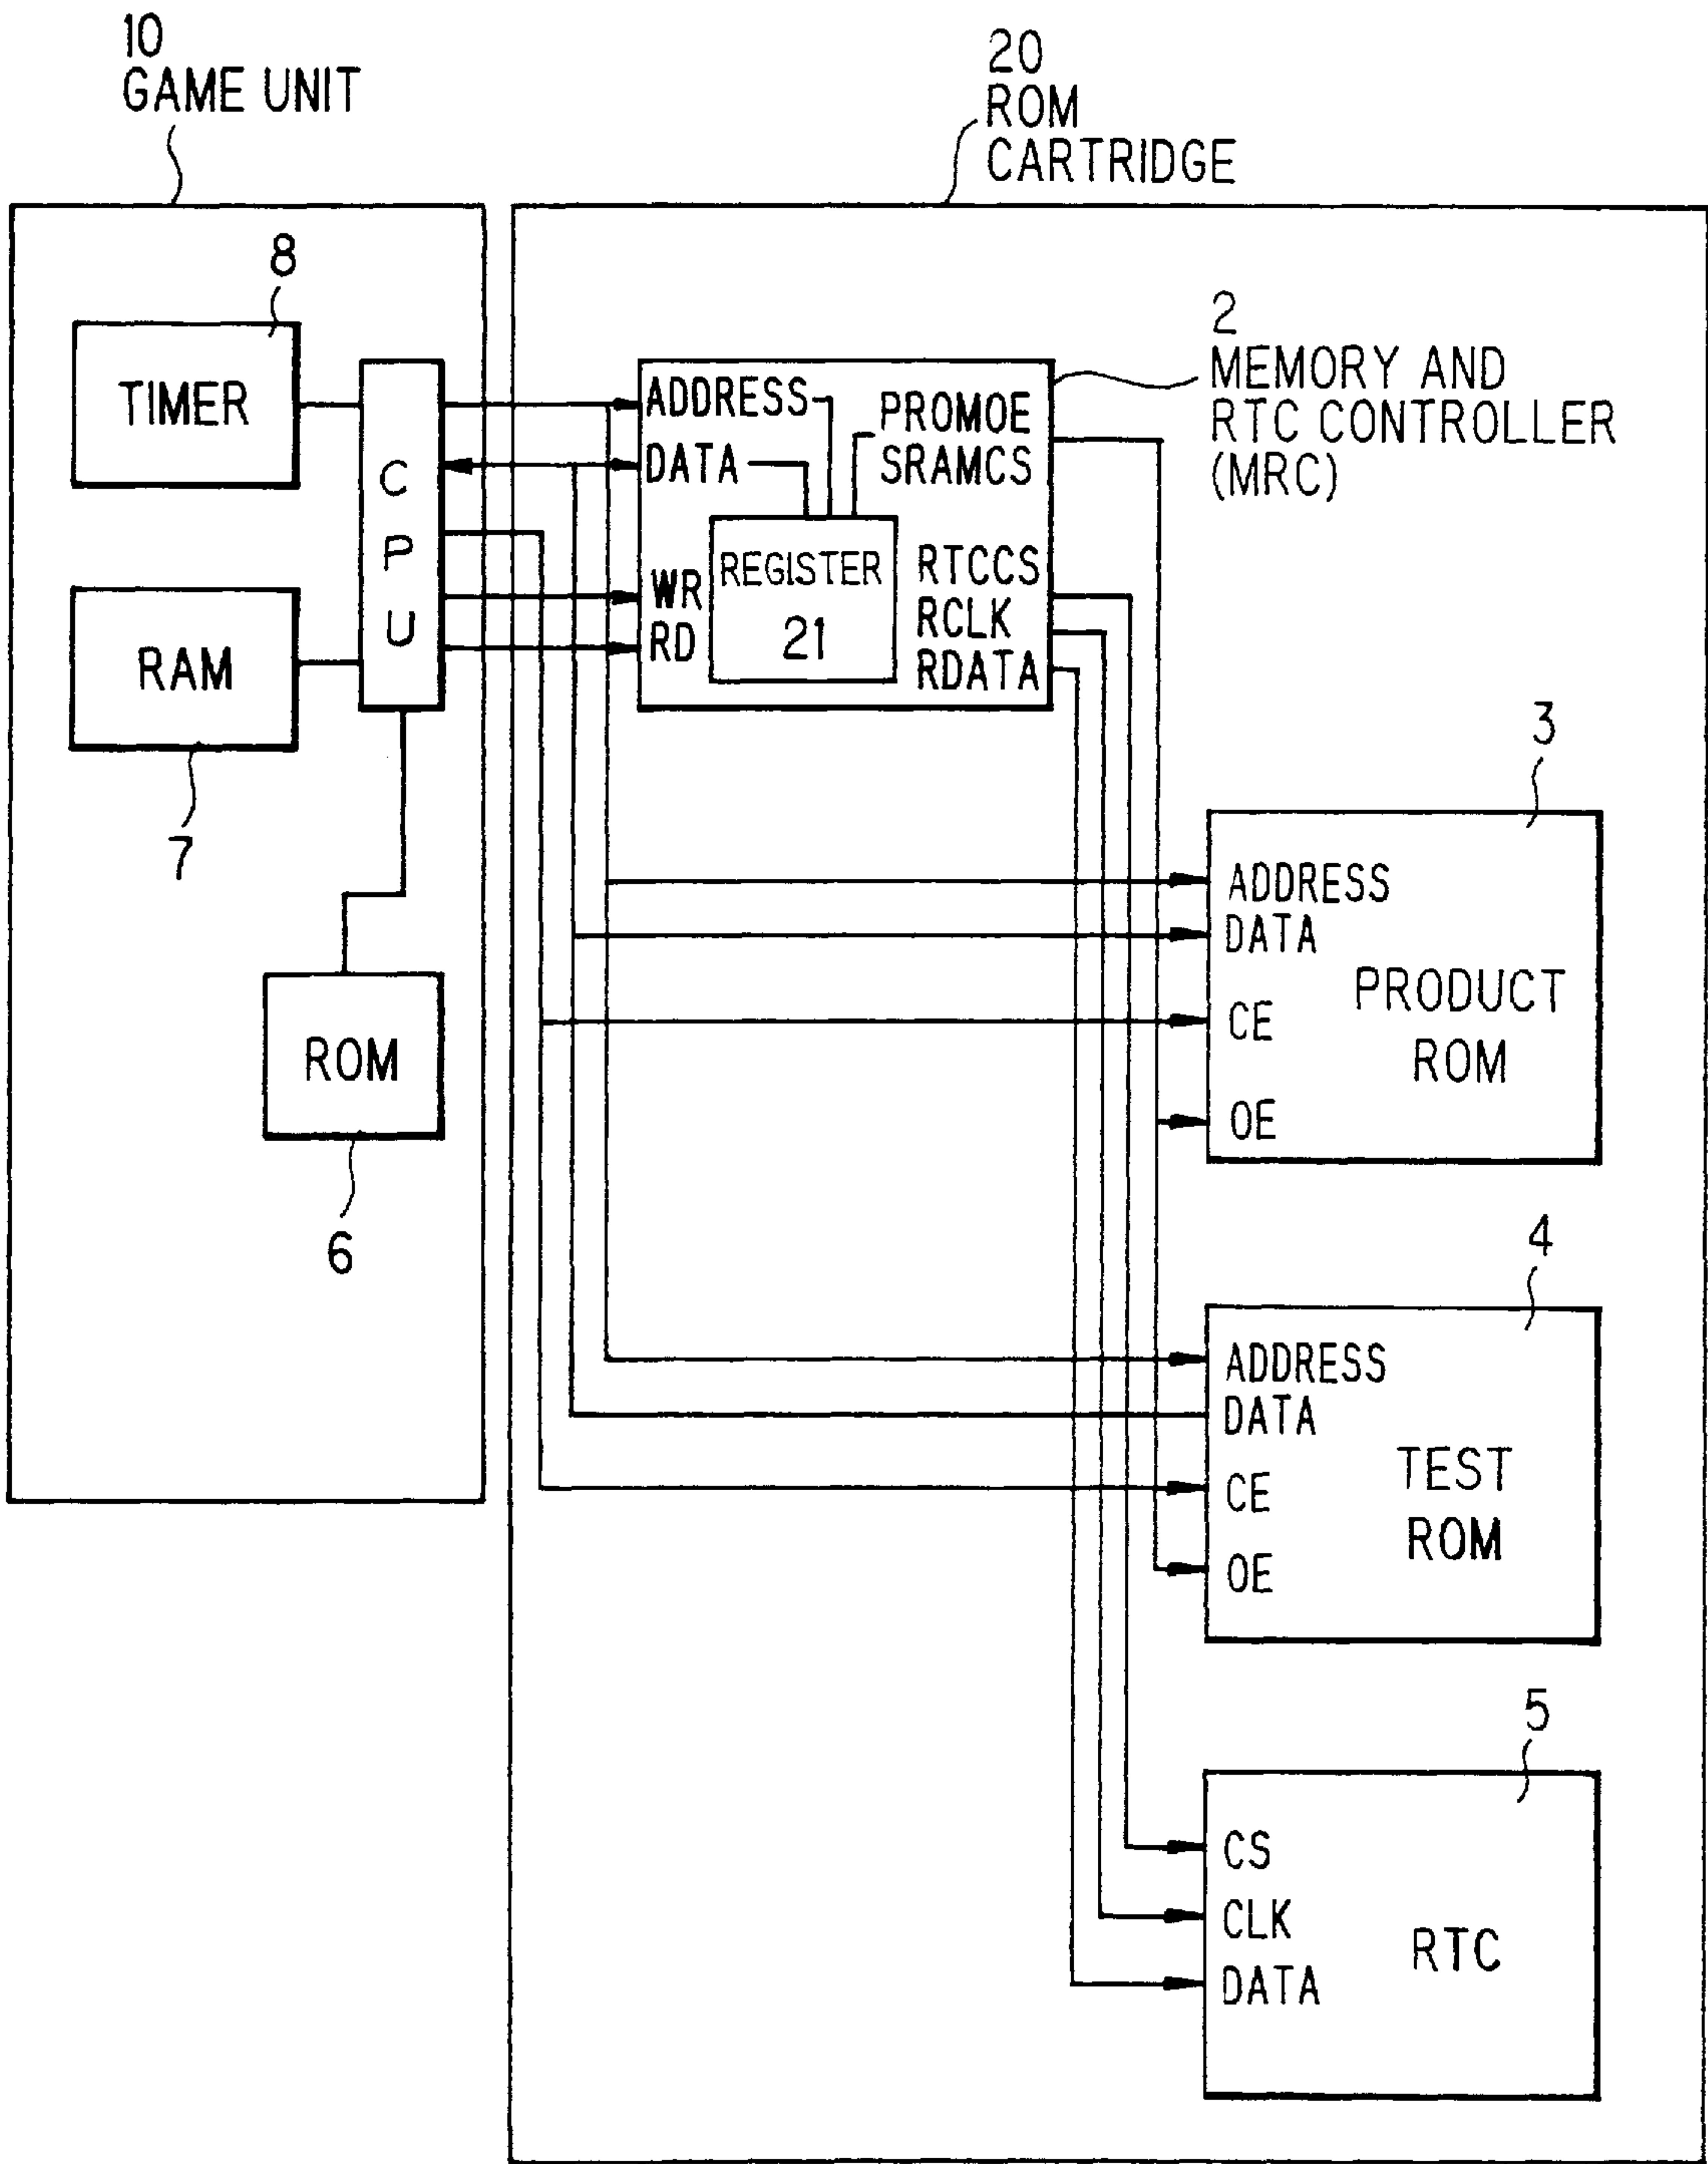 10
GAME UNIT
20
ROM
CARTRIDGE
8
TIMER
CPU
RAM
7
ROM
6
2
MEMORY AND
RTC CONTROLLER
(MRC)
ADDRESS
DATA
WR
RD
REGISTER
21
PROMOE
SRAMCS
RTCCS
RCLK
RDATA
3
ADDRESS
DATA
CE
OE
PRODUCT
ROM
4
ADDRESS
DATA
CE
OE
TEST
ROM
5
CS
CLK
DATA
RTC